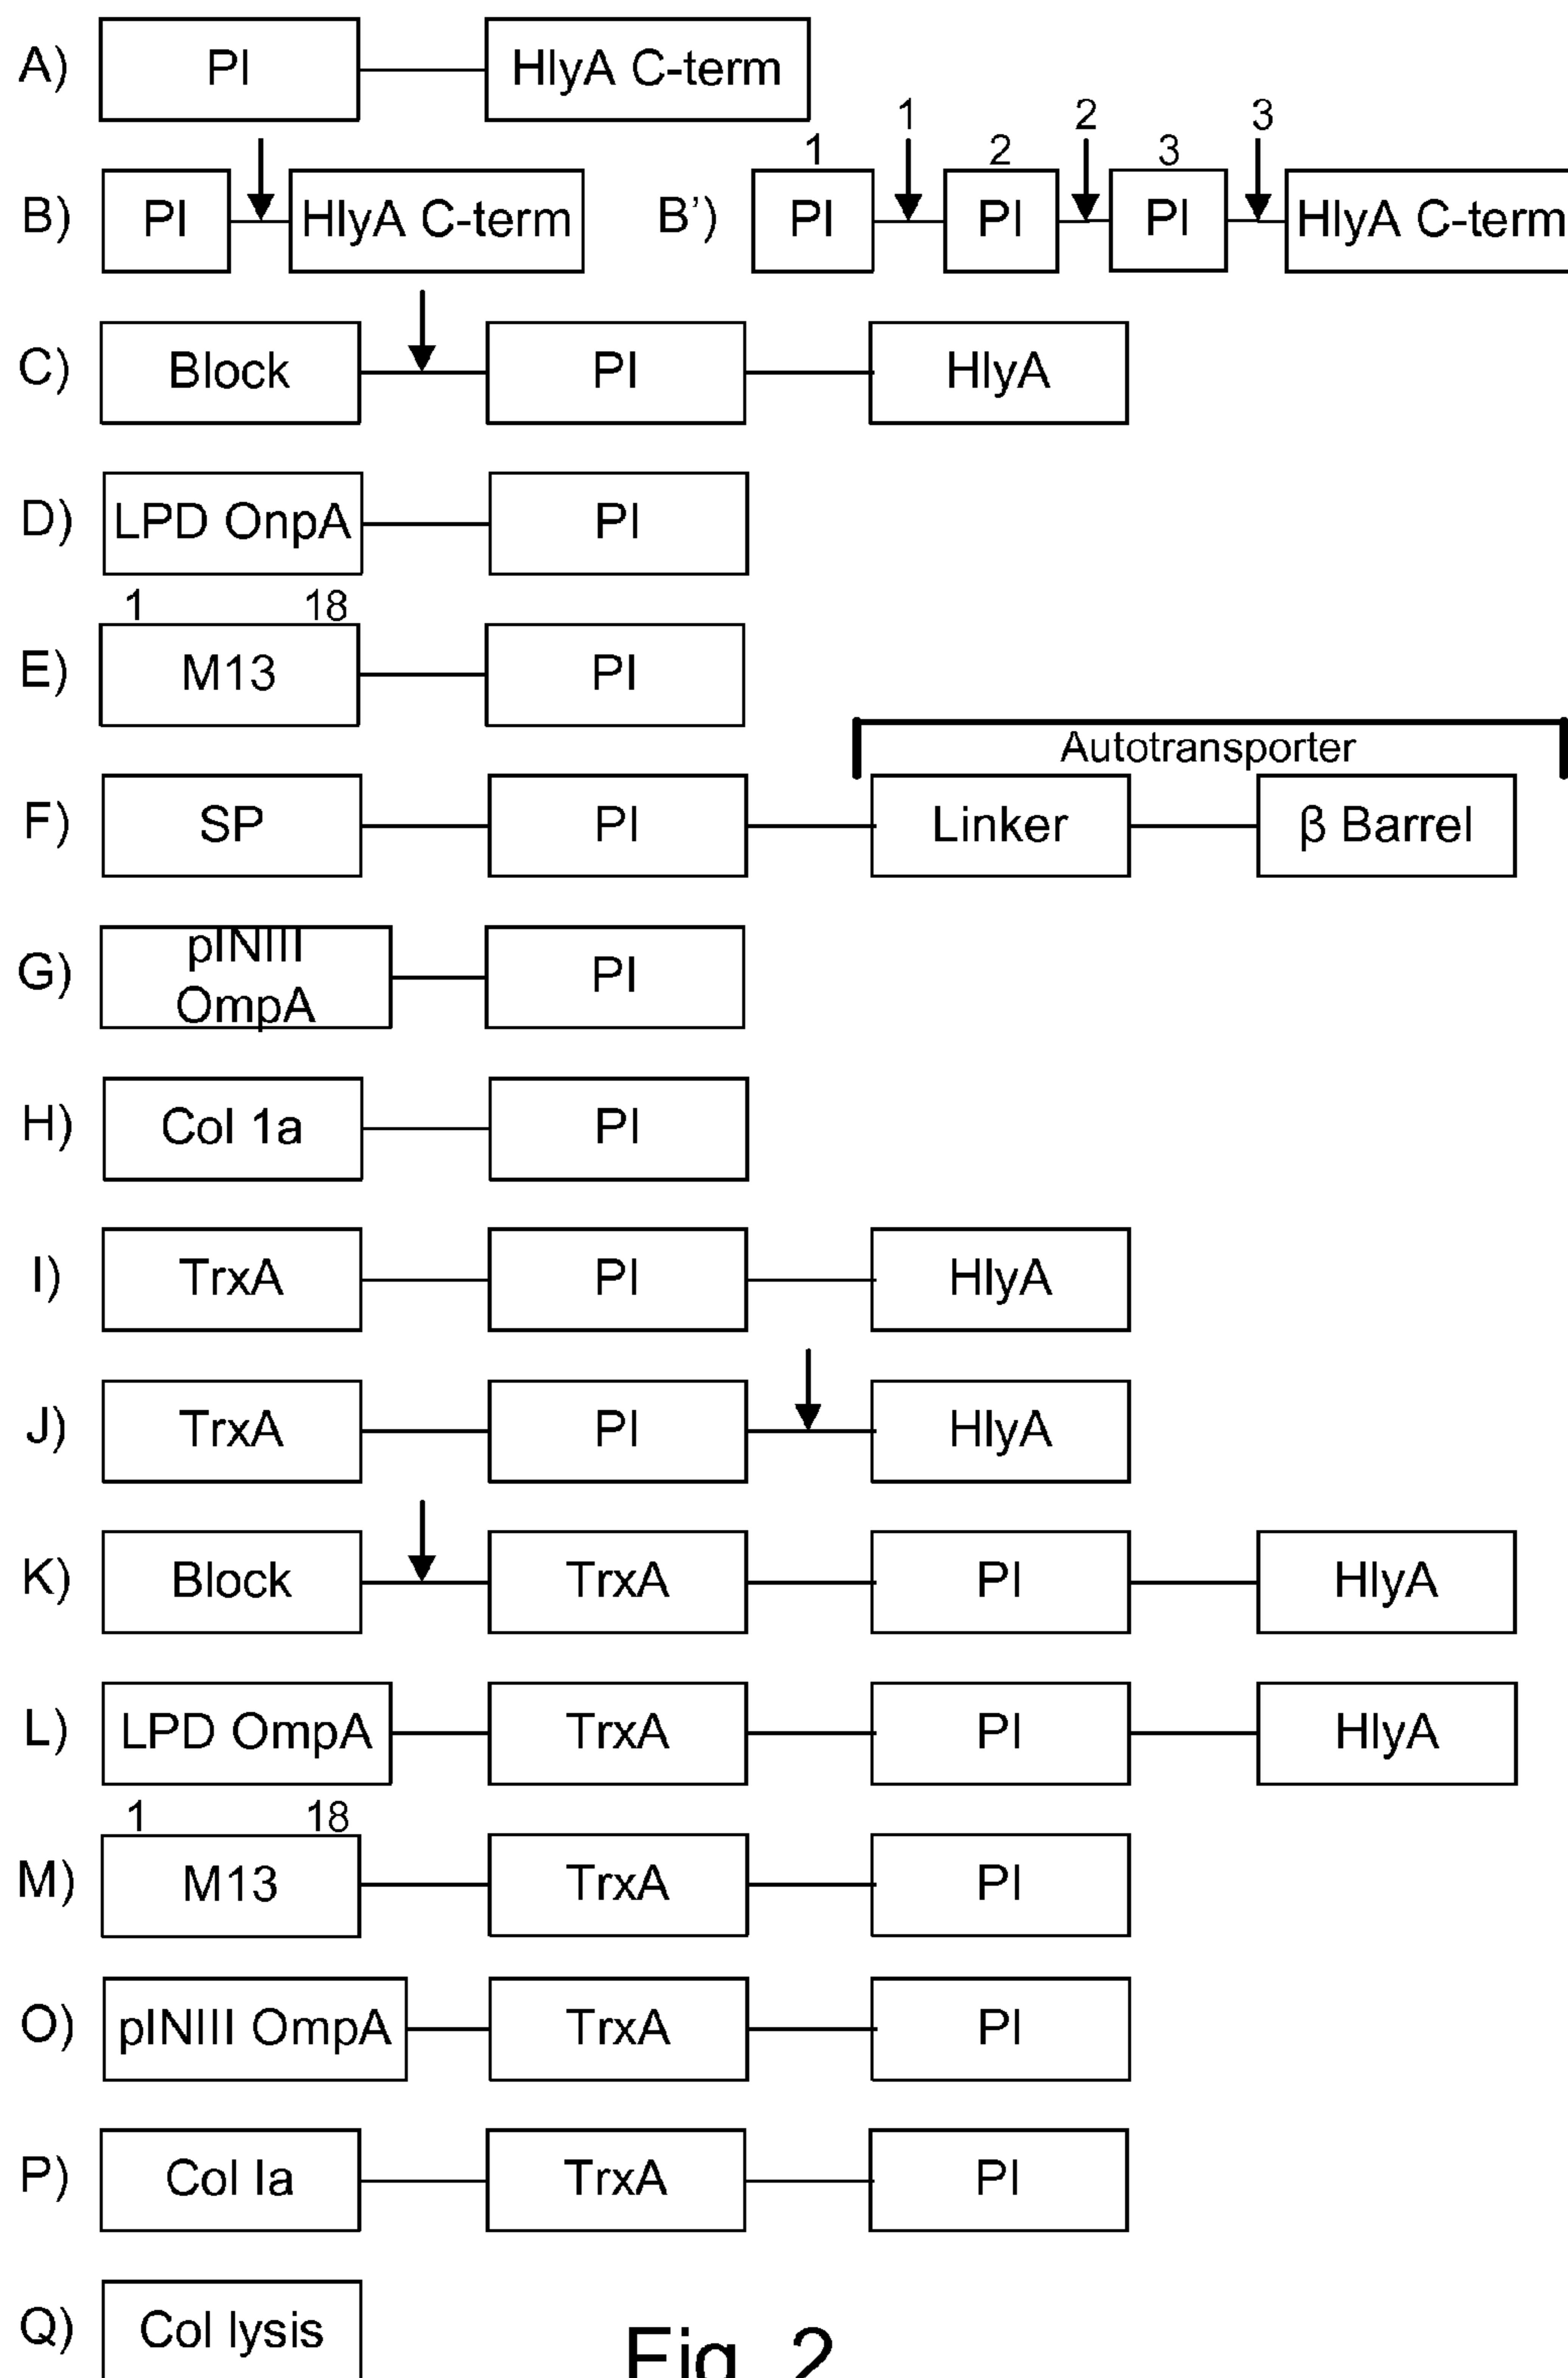 A) PI HlyA C-term
1 2 3
1 2 3
B) PI HlyA C-term B') PI PI PI HlyA C-term
C) Block PI HlyA
D) LPD OnpA PI
1 18
E) M13 PI
Autotransporter
F) SP PI Linker β Barrel
G) pINIII OmpA PI
H) Col 1a PI
I) TrxA PI HlyA
J) TrxA PI HlyA
K) Block TrxA PI HlyA
L) LPD OmpA TrxA PI HlyA
1 18
M) M13 TrxA PI
O) pINIII OmpA TrxA PI
P) Col Ia TrxA PI
Q) Col lysis
Fig. 2